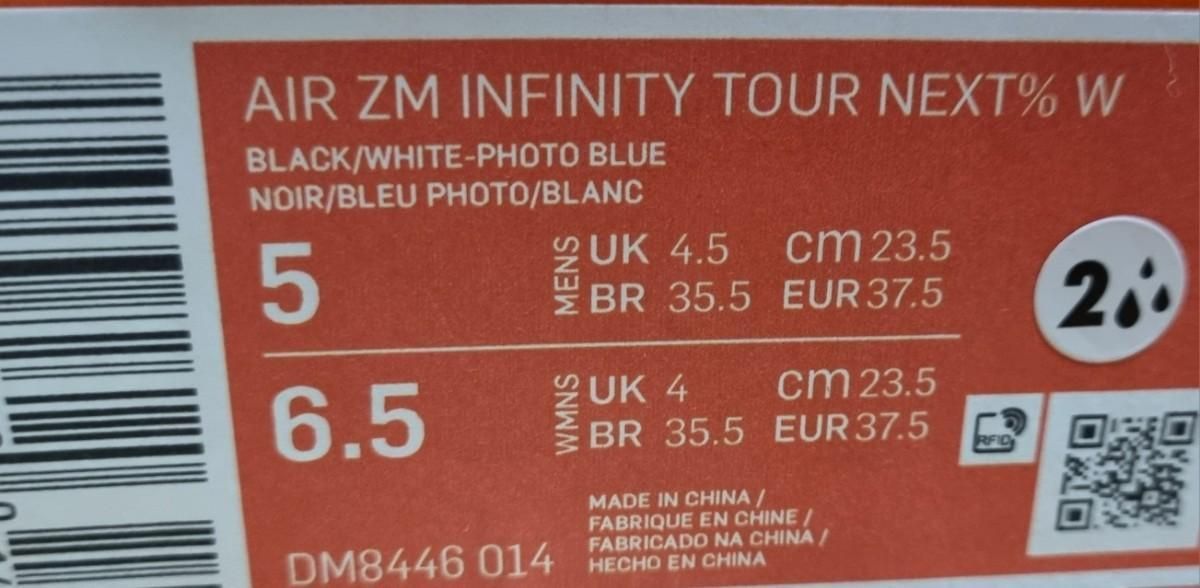 AIR ZM INFINITY TOUR NEXT% W
BLACK/WHITE-PHOTO BLUE
NOIR/BLEU PHOTO/BLANC
5
MENS
UK 4.5 cm 23.5
BR 35.5 EUR 37.5
2
6.5
WMNS
UK 4 cm 23.5
BR 35.5 EUR 37.5
RFID
MADE IN CHINA /
FABRIQUE EN CHINE /
FABRICADO NA CHINA /
HECHO EN CHINA
DM8446 014